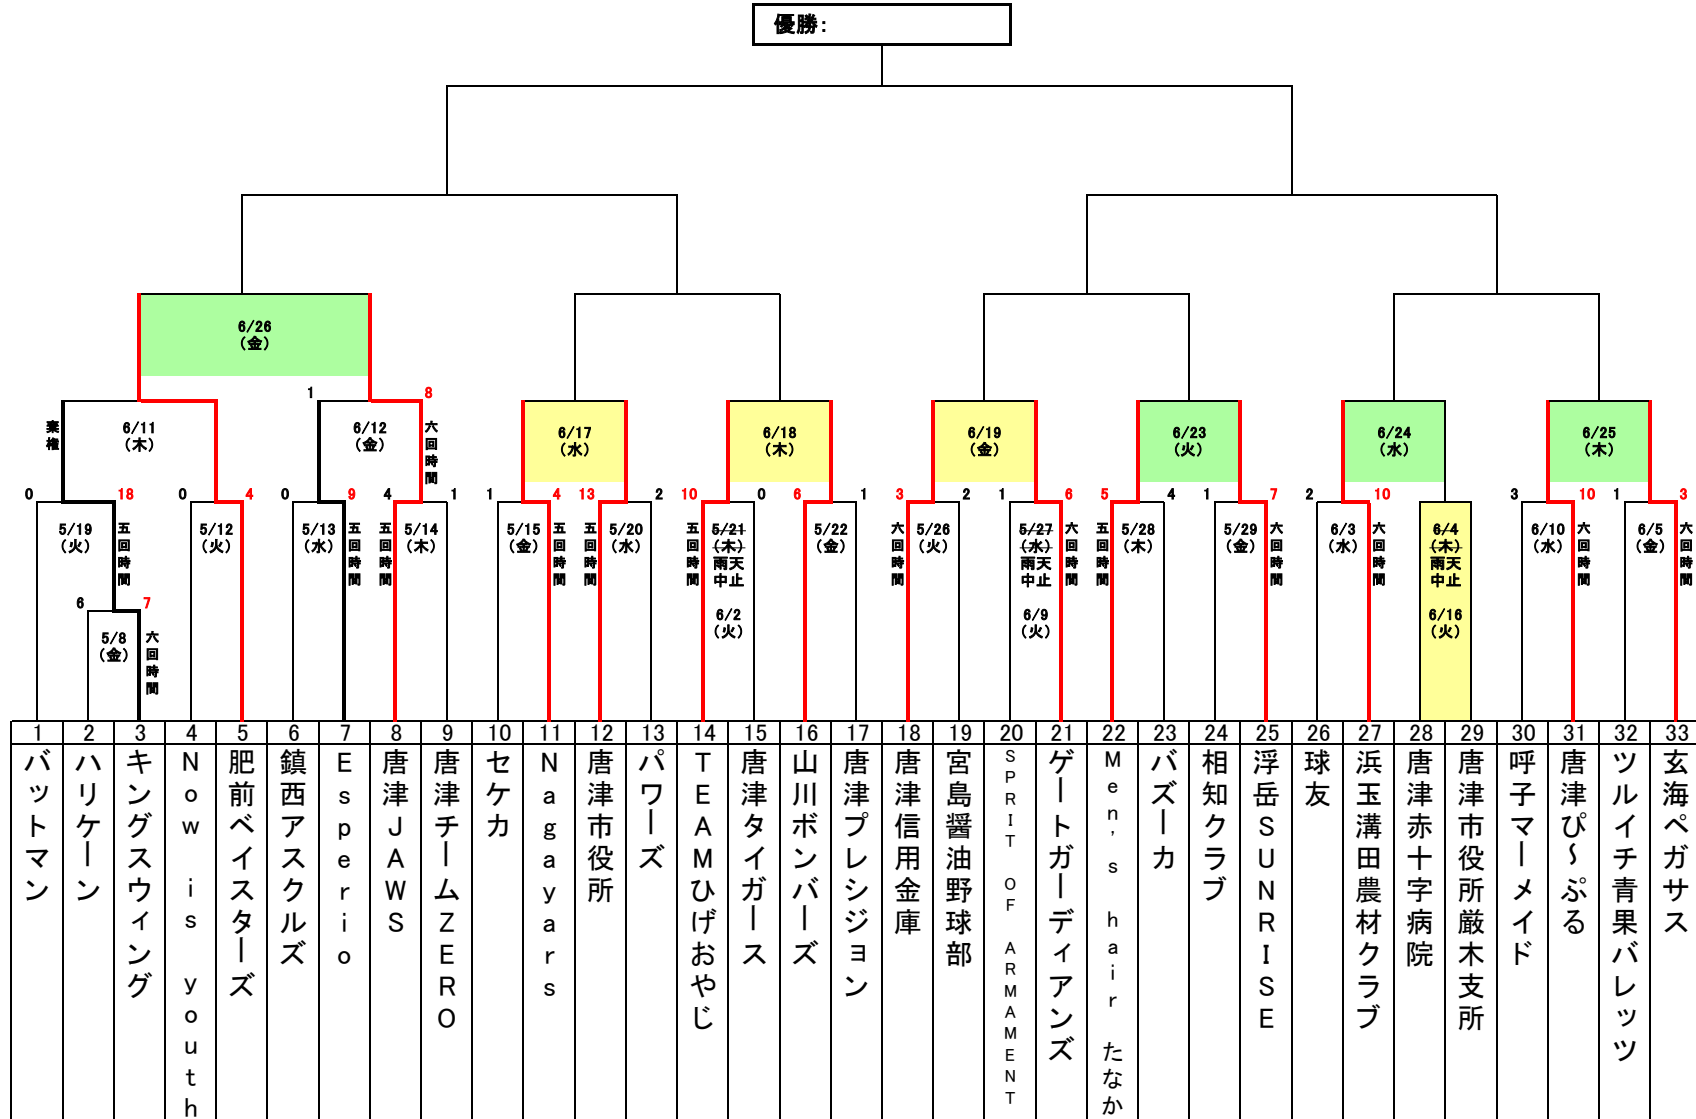 優勝：
6/26
（金）
1
8
棄権
6/11
（木）
6/12
（金）
六回時間
6/17
（水）
6/18
（木）
6/19
（金）
6/23
（火）
6/24
（水）
6/25
（木）
0
18
0
4
0
9
4
1
1
4
13
2
10
0
6
1
3
2
1
6
5
4
1
7
2
10
3
10
1
3
5/19
（火）
五回時間
5/12
（火）
5/13
（水）
五回時間
五回時間
5/14
（木）
5/15
（金）
五回時間
五回時間
5/20
（水）
五回時間
5/21
（木）
雨天
中止
6/2
（火）
5/22
（金）
六回時間
5/26
（火）
5/27
（水）
雨天
中止
6/9
（火）
六回時間
五回時間
5/28
（木）
5/29
（金）
六回時間
6/3
（水）
六回時間
6/4
（木）
雨天
中止
6/16
（火）
6/10
（水）
六回時間
6/5
（金）
六回時間
6
7
5/8
（金）
六回時間
1 2 3 4 5 6 7 8 9 10 11 12 13 14 15 16 17 18 19 20 21 22 23 24 25 26 27 28 29 30 31 32 33
バットマン
ハリケーン
キングスウィング
Now is youth
肥前ベイスターズ
鎮西アスクルズ
Esperio
唐津JAWS
唐津チームZERO
セケカ
Nagayars
唐津市役所
パワーズ
TEAMひげおやじ
唐津タイガース
山川ボンバーズ
唐津プレシジョン
唐津信用金庫
宮島醤油野球部
SPRIT OF ARMAMENT
ゲートガーディアンズ
Men's hair たなか
バズーカ
相知クラブ
浮岳SUNRISE
球友
浜玉溝田農材クラブ
唐津赤十字病院
唐津市役所厳木支所
呼子マーメイド
唐津ぴ～ぷる
ツルイチ青果バレッツ
玄海ペガサス